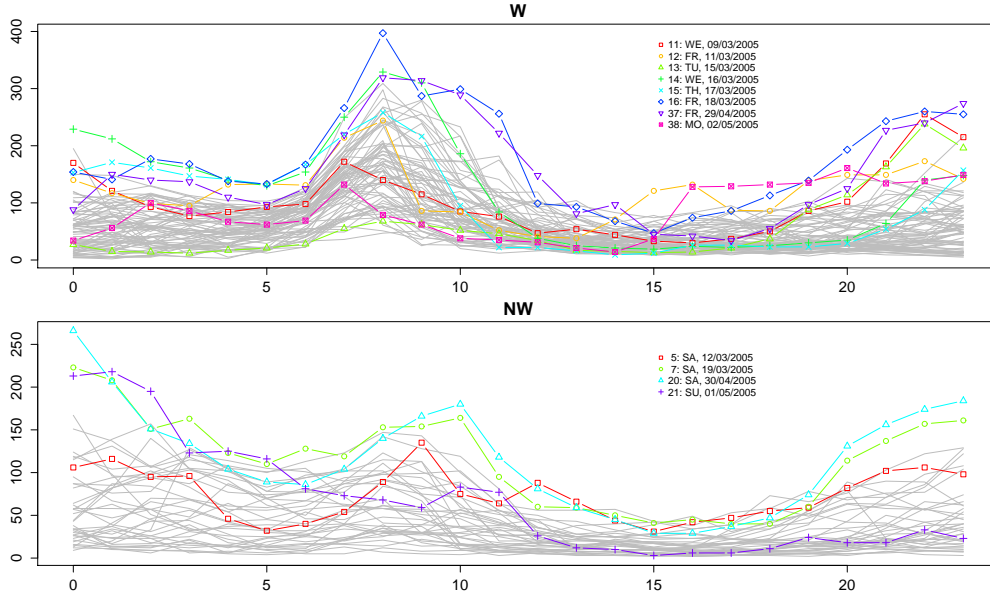 W
400
300
200
100
0
11: WE, 09/03/2005
12: FR, 11/03/2005
13: TU, 15/03/2005
14: WE, 16/03/2005
15: TH, 17/03/2005
16: FR, 18/03/2005
37: FR, 29/04/2005
38: MO, 02/05/2005
0 5 10 15 20
NW
250
200
150
100
50
0
5: SA, 12/03/2005
7: SA, 19/03/2005
20: SA, 30/04/2005
21: SU, 01/05/2005
0 5 10 15 20